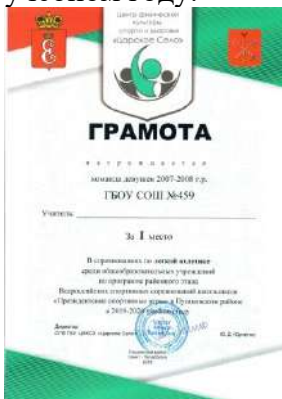 учебном году.
Центр физической
культуры,
спорта и здоровья
«Царское Село»
ГРАМОТА
награждается
команда девушек 2007-2008 г.р.
ГБОУ СОШ №459
Учитель:
За I место
В соревнованиях по легкой атлетике
среди общеобразовательных учреждений
по программе районного этапа
Всероссийских спортивных соревнований школьников
«Президентские спортивные игры» в Пушкинском районе
в 2019-2020 учебном году
Директор